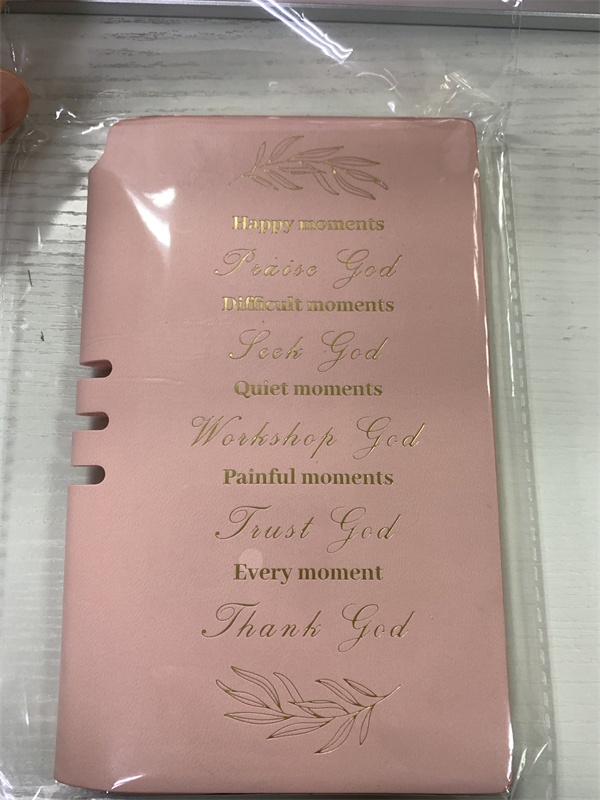 Happy moments
Praise God
Difficult moments
Seek God
Quiet moments
Workshop God
Painful moments
Trust God
Every moment
Thank God